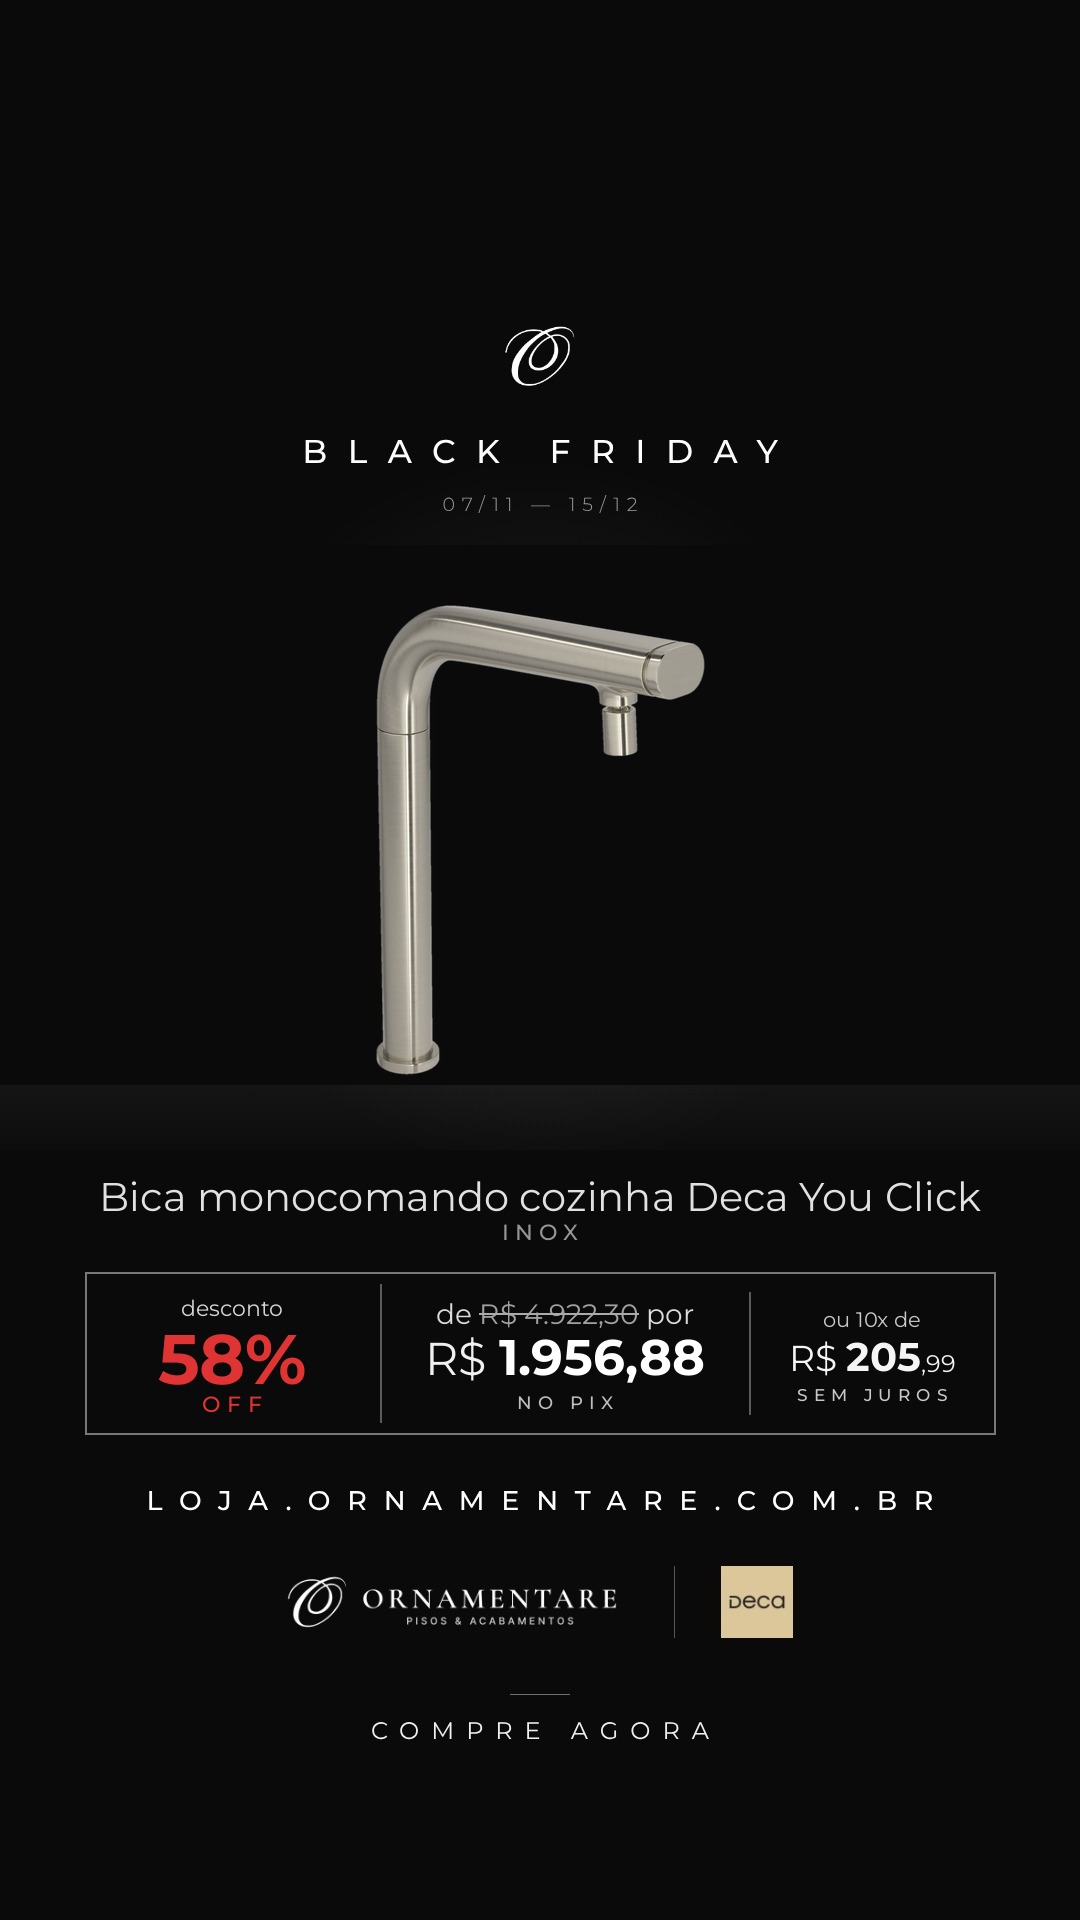 O
BLACK FRIDAY
07/11 — 15/12
Bica monocomando cozinha Deca You Click
INOX
desconto
58%
OFF
de R$ 4.922,30 por
R$ 1.956,88
NO PIX
ou 10x de
R$ 205,99
SEM JUROS
LOJA.ORNAMENTARE.COM.BR
O ORNAMENTARE
PISOS & ACABAMENTOS
Deca
COMPRE AGORA